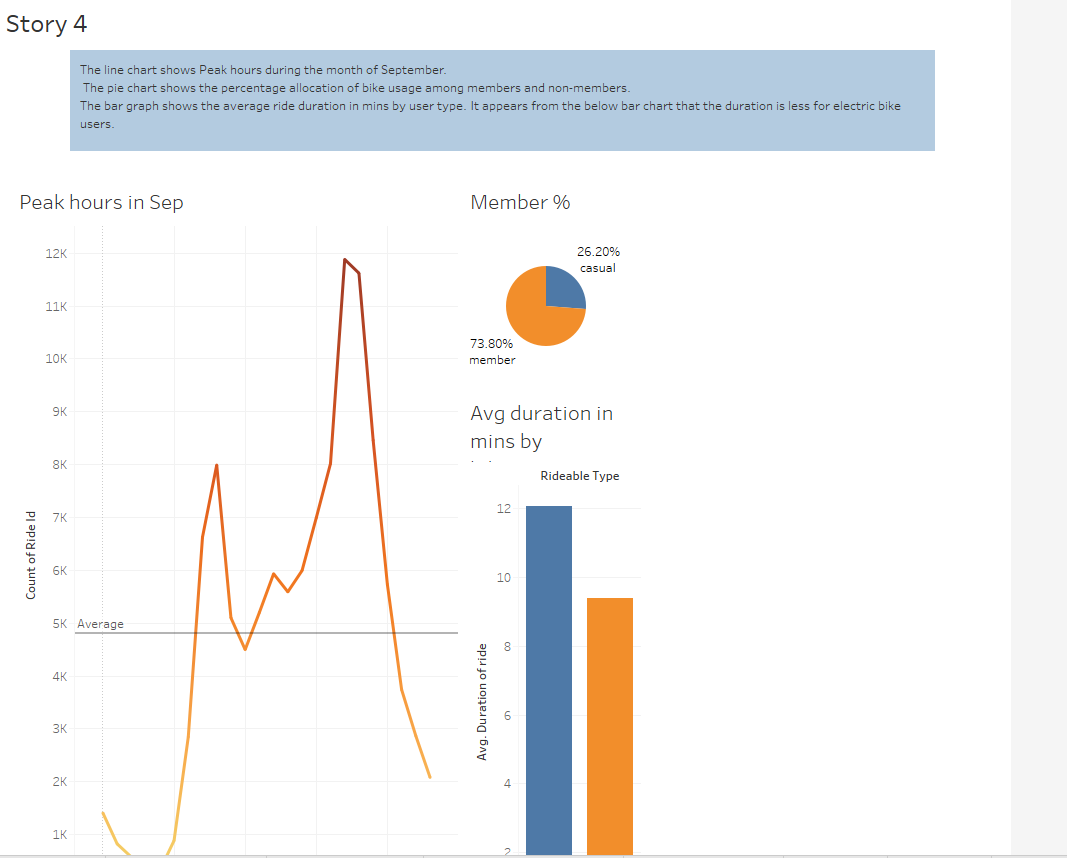 Story 4
The line chart shows Peak hours during the month of September.
The pie chart shows the percentage allocation of bike usage among members and non-members.
The bar graph shows the average ride duration in mins by user type. It appears from the below bar chart that the duration is less for electric bike
users.
Peak hours in Sep
12K
11K
10K
9K
8K
7K
6K
5K
4K
3K
2K
1K
Count of Ride Id
Average
Member %
26.20%
casual
73.80%
member
Avg duration in
mins by
Rideable Type
12
10
8
6
4
2
Avg. Duration of ride